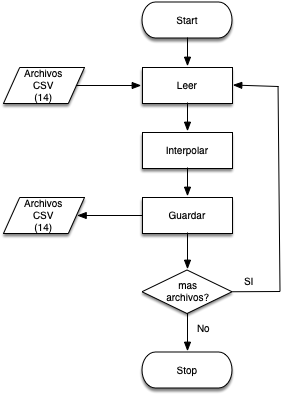 Start
Archivos
CSV
(14)
Leer
Interpolar
Archivos
CSV
(14)
Guardar
mas
archivos?
SI
No
Stop